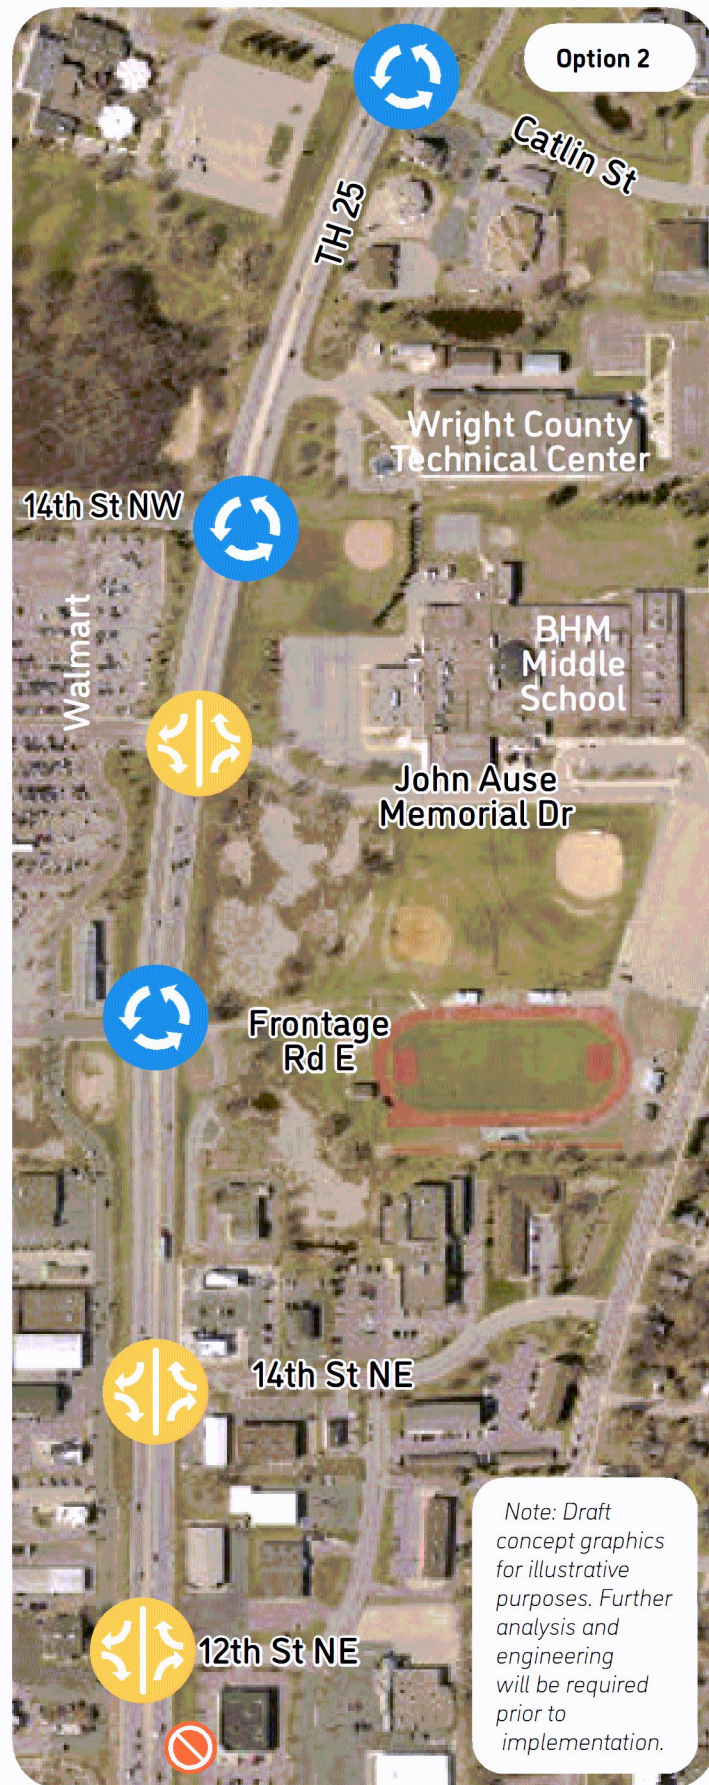 Option 2
Catlin St
TH 25
Wright County
Technical Center
14th St NW
Walmart
BHM
Middle
School
John Ause
Memorial Dr
Frontage
Rd E
14th St NE
12th St NE
Note: Draft
concept graphics
for illustrative
purposes. Further
analysis and
engineering
will be required
prior to
implementation.